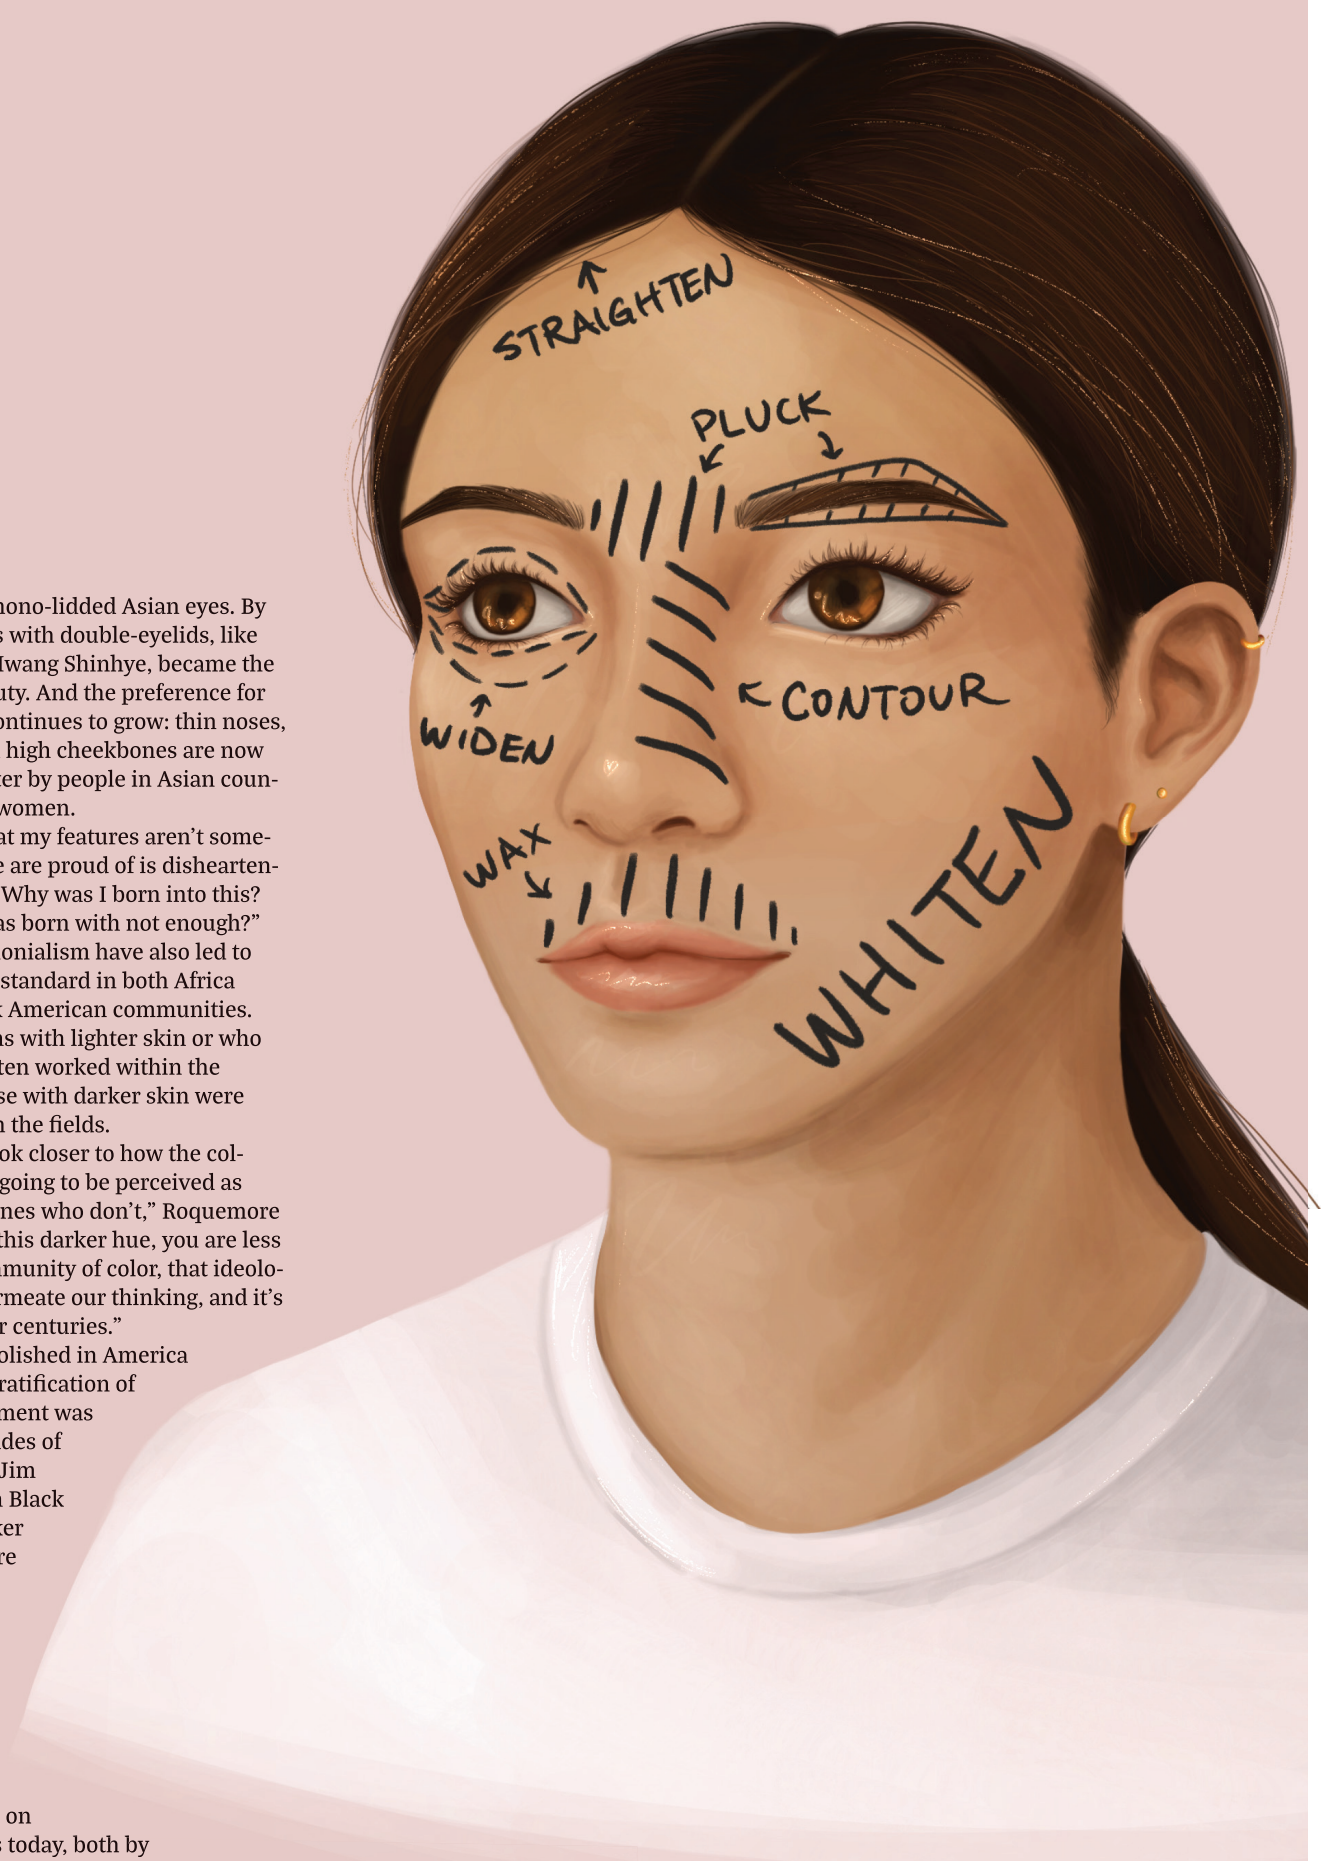 ono-lidded Asian eyes. By
s with double-eyelids, like
Hwang Shinhye, became the
uty. And the preference for
ontinues to grow: thin noses,
high cheekbones are now
ter by people in Asian coun-
women.
at my features aren’t some-
e are proud of is dishearten-
Why was I born into this?
as born with not enough?”
lonialism have also led to
standard in both Africa
k American communities.
ns with lighter skin or who
ten worked within the
se with darker skin were
n the fields.
ok closer to how the col-
going to be perceived as
nes who don’t,” Roquemore
this darker hue, you are less
mmunity of color, that ideolo-
rmeate our thinking, and it’s
r centuries.”
olished in America
ratification of
ment was
des of
Jim
n Black
ker
re
on
s today, both by
STRAIGHTEN
PLUCK
WIDEN
CONTOUR
WAX
WHITEN